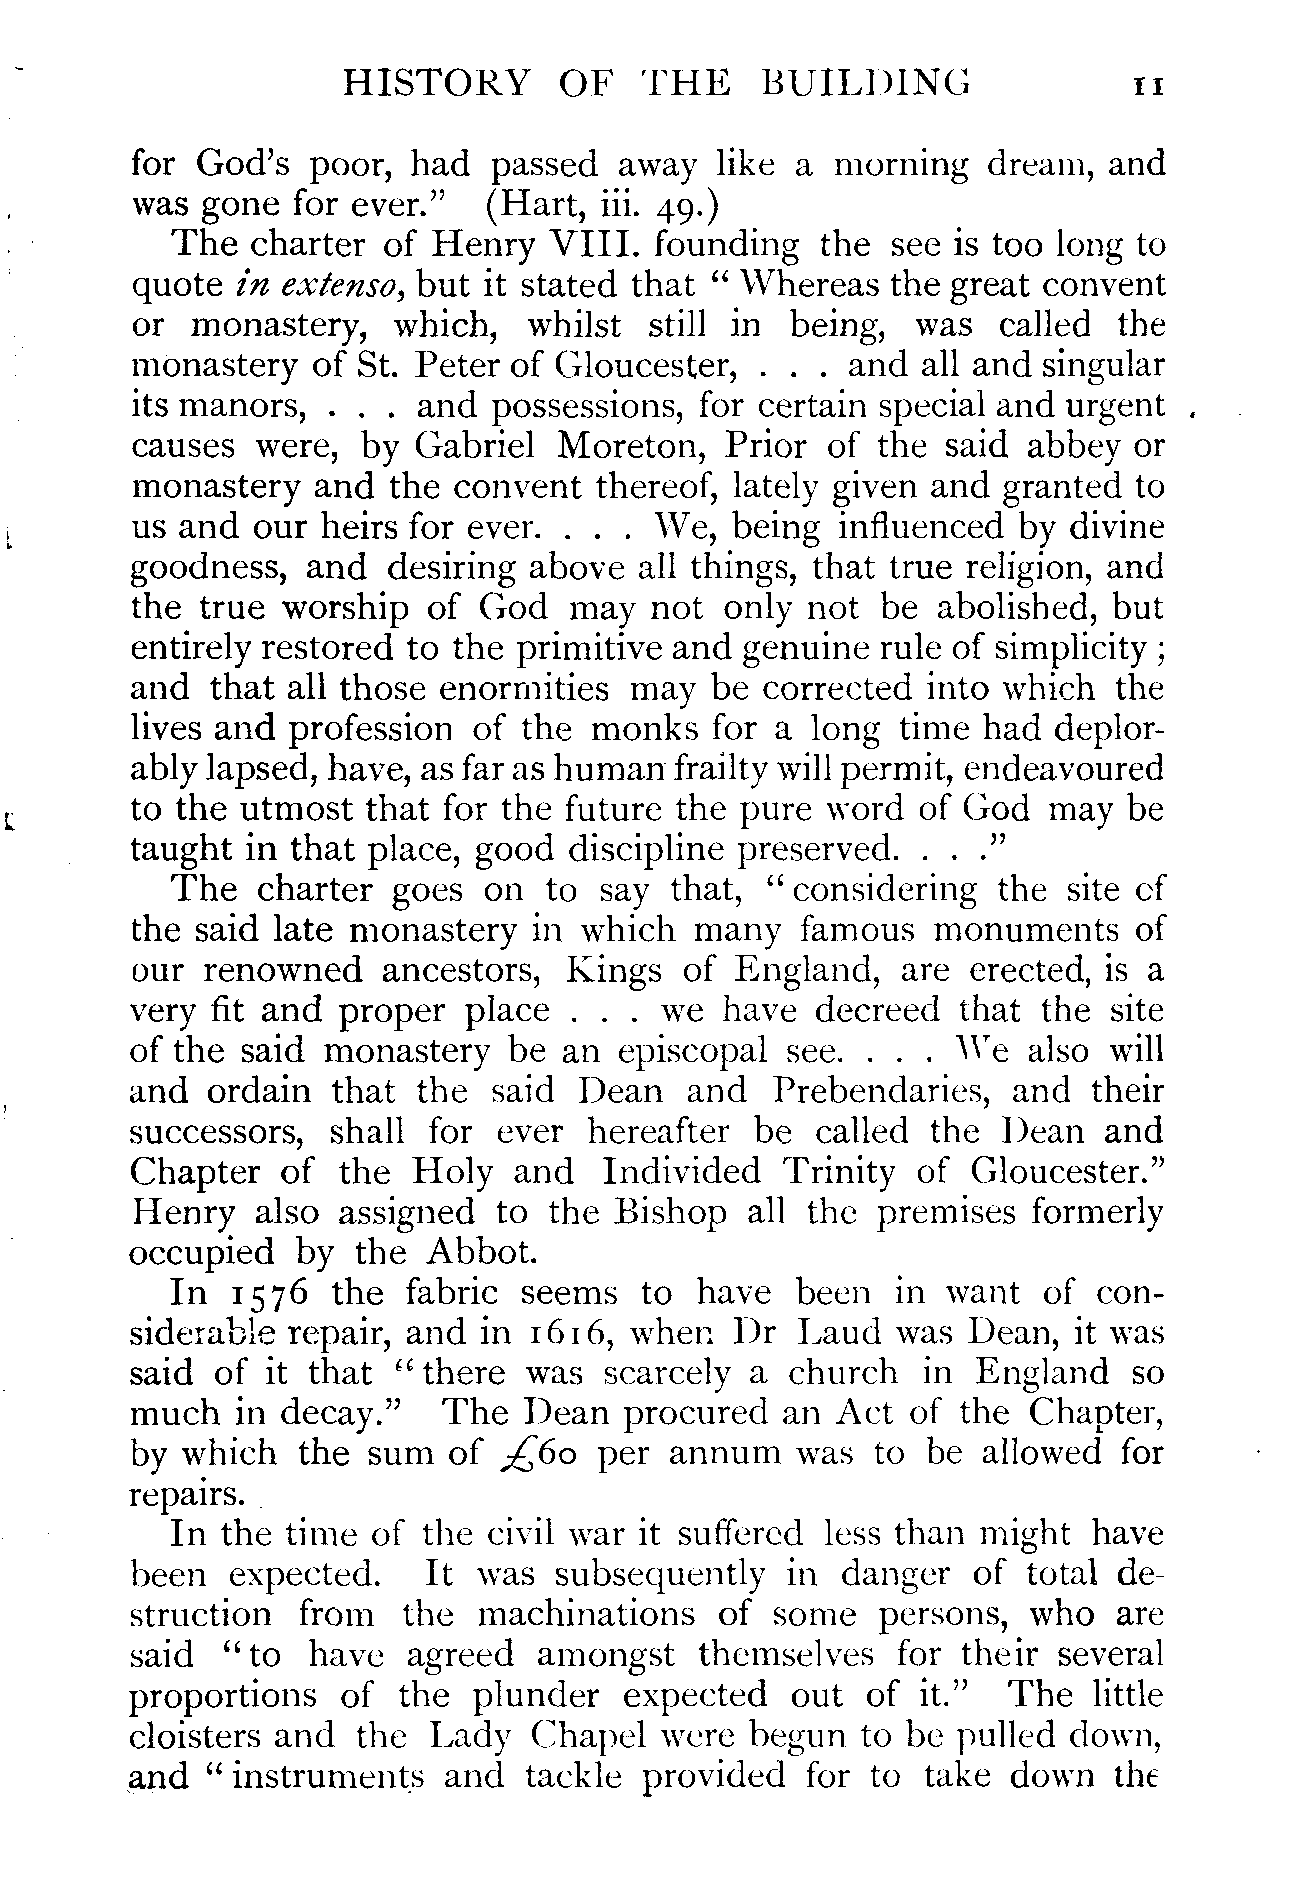 HISTORY OF THE BUILDING 11
for God's poor, had passed away like a morning dream, and
was gone for ever." (Hart, iii. 49.)
The charter of Henry VIII. founding the see is too long to
quote in extenso, but it stated that "Whereas the great convent
or monastery, which, whilst still in being, was called the
monastery of St. Peter of Gloucester, . . . and all and singular
its manors, . . . and possessions, for certain special and urgent
causes were, by Gabriel Moreton, Prior of the said abbey or
monastery and the convent thereof, lately given and granted to
us and our heirs for ever. . . . We, being influenced by divine
goodness, and desiring above all things, that true religion, and
the true worship of God may not only not be abolished, but
entirely restored to the primitive and genuine rule of simplicity;
and that all those enormities may be corrected into which the
lives and profession of the monks for a long time had deplor-
ably lapsed, have, as far as human frailty will permit, endeavoured
to the utmost that for the future the pure word of God may be
taught in that place, good discipline preserved. . . ."
The charter goes on to say that, "considering the site of
the said late monastery in which many famous monuments of
our renowned ancestors, Kings of England, are erected, is a
very fit and proper place . . . we have decreed that the site
of the said monastery be an episcopal see. . . . We also will
and ordain that the said Dean and Prebendaries, and their
successors, shall for ever hereafter be called the Dean and
Chapter of the Holy and Individed Trinity of Gloucester."
Henry also assigned to the Bishop all the premises formerly
occupied by the Abbot.
In 1576 the fabric seems to have been in want of con-
siderable repair, and in 1616, when Dr Laud was Dean, it was
said of it that "there was scarcely a church in England so
much in decay." The Dean procured an Act of the Chapter,
by which the sum of £60 per annum was to be allowed for
repairs.
In the time of the civil war it suffered less than might have
been expected. It was subsequently in danger of total de-
struction from the machinations of some persons, who are
said "to have agreed amongst themselves for their several
proportions of the plunder expected out of it." The little
cloisters and the Lady Chapel were begun to be pulled down,
and "instruments and tackle provided for to take down the